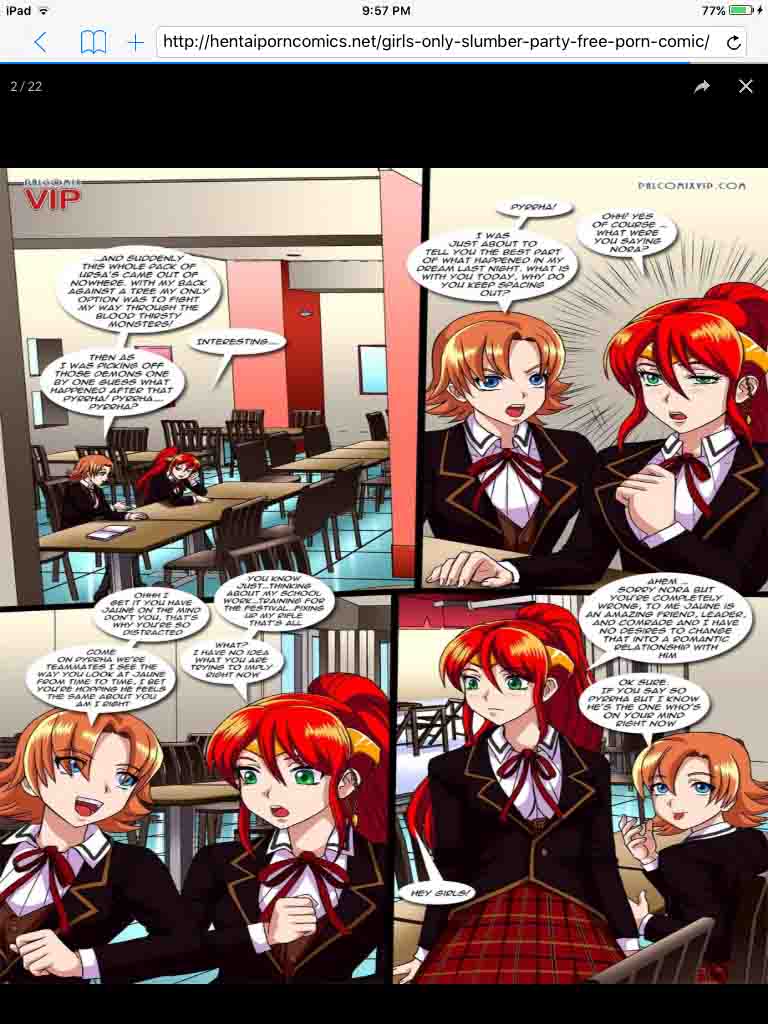 iPad 9:57 PM 77%
http://hentaiporncomics.net/girls-only-slumber-party-free-porn-comic/
2 / 22
PALCOMIX
VIP
PALCOMIXVIP.COM
...AND SUDDENLY
THIS WHOLE PACK OF
URSA'S CAME OUT OF
NOWHERE. WITH MY BACK
AGAINST A TREE MY ONLY
OPTION WAS TO FIGHT
MY WAY THROUGH THE
BLOOD THIRSTY
MONSTERS!
INTERESTING....
THEN AS
I WAS PICKING OFF
THOSE DEMONS ONE
BY ONE GUESS WHAT
HAPPENED AFTER THAT
PYRRHA! PYRRHA....
PYRRHA?
PYRRHA!
I WAS
JUST ABOUT TO
TELL YOU THE BEST PART
OF WHAT HAPPENED IN MY
DREAM LAST NIGHT. WHAT IS
WITH YOU TODAY, WHY DO
YOU KEEP SPACING
OUT?
OHH! YES
OF COURSE ...
WHAT WERE
YOU SAYING
NORA?
OHHH I
GET IT YOU HAVE
JAUNE ON THE MIND
DON'T YOU, THAT'S
WHY YOU'RE SO
DISTRACTED
YOU KNOW
JUST...THINKING
ABOUT MY SCHOOL
WORK...TRAINING FOR
THE FESTIVAL...FIXING
UP MY RIFLE
THAT'S ALL
COME
ON PYRRHA WE'RE
TEAMMATES I SEE THE
WAY YOU LOOK AT JAUNE
FROM TIME TO TIME, I BET
YOU'RE HOPPING HE FEELS
THE SAME ABOUT YOU
AM I RIGHT
WHAT?
I HAVE NO IDEA
WHAT YOU ARE
TRYING TO IMPLY
RIGHT NOW
AHEM ...
SORRY NORA BUT
YOU'RE COMPLETELY
WRONG, TO ME JAUNE IS
AN AMAZING FRIEND, LEADER,
AND COMRADE AND I HAVE
NO DESIRES TO CHANGE
THAT INTO A ROMANTIC
RELATIONSHIP WITH
HIM
OK SURE.
IF YOU SAY SO
PYRRHA BUT I KNOW
HE'S THE ONE WHO'S
ON YOUR MIND
RIGHT NOW
HEY GIRLS!